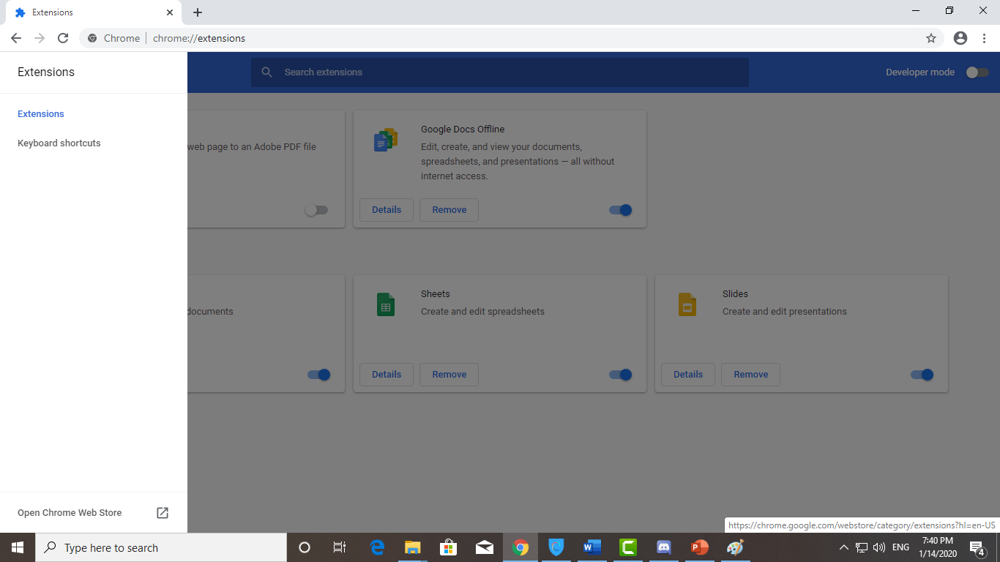 Extensions
Chrome
chrome://extensions
Extensions
Search extensions
Developer mode
Extensions
Keyboard shortcuts
web page to an Adobe PDF file
Google Docs Offline
Edit, create, and view your documents,
spreadsheets, and presentations — all without
internet access.
Details
Remove
documents
Sheets
Create and edit spreadsheets
Details
Remove
Slides
Create and edit presentations
Details
Remove
Open Chrome Web Store
https://chrome.google.com/webstore/category/extensions?hl=en-US
Type here to search
ENG
7:40 PM
1/14/2020
4